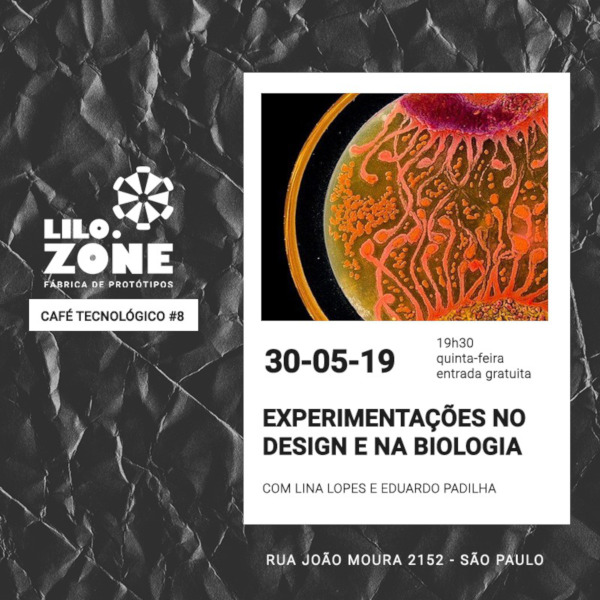 LILO.
ZONE
FÁBRICA DE PROTÓTIPOS
CAFÉ TECNOLÓGICO #8
30-05-19
19h30
quinta-feira
entrada gratuita
EXPERIMENTAÇÕES NO
DESIGN E NA BIOLOGIA
COM LINA LOPES E EDUARDO PADILHA
RUA JOÃO MOURA 2152 - SÃO PAULO